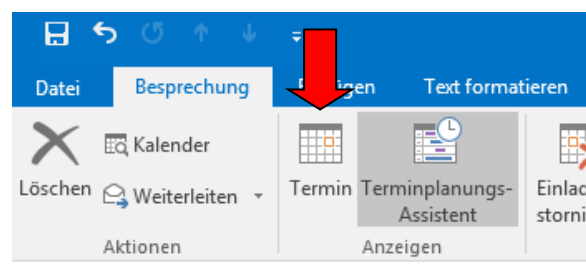 Datei Besprechung Text formatieren
Kalender
Löschen Weiterleiten Termin Terminplanungs-
Assistent
Aktionen Anzeigen